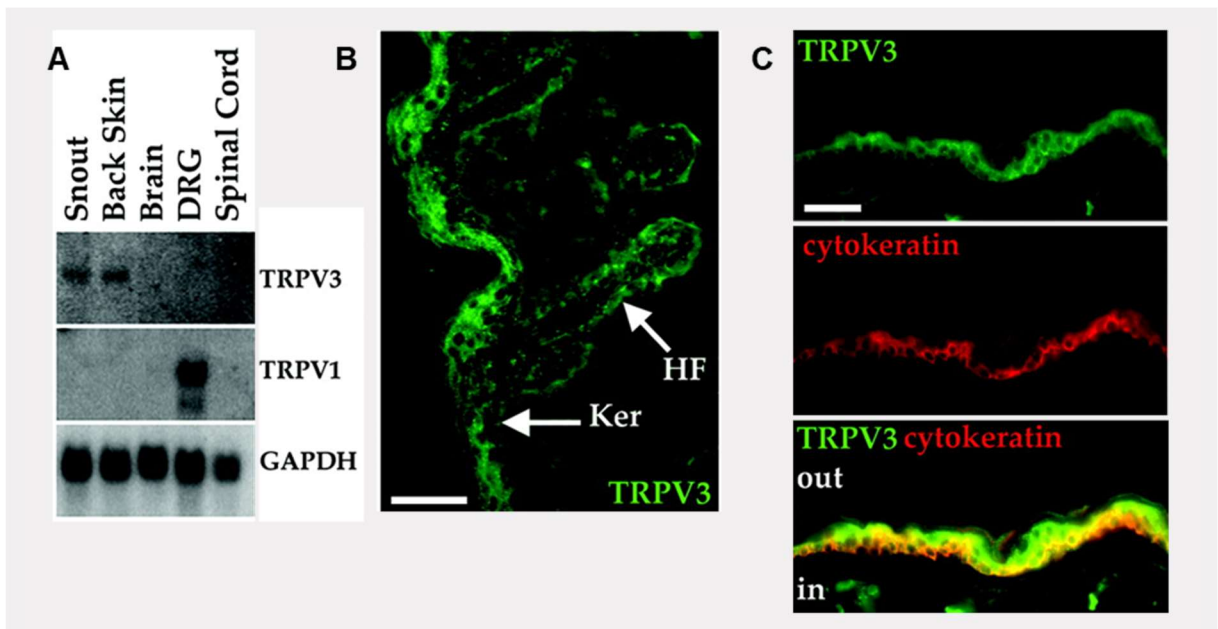 A
Snout
Back Skin
Brain
DRG
Spinal Cord
TRPV3
TRPV1
GAPDH
B
HF
Ker
TRPV3
C
TRPV3
cytokeratin
TRPV3 cytokeratin
out
in